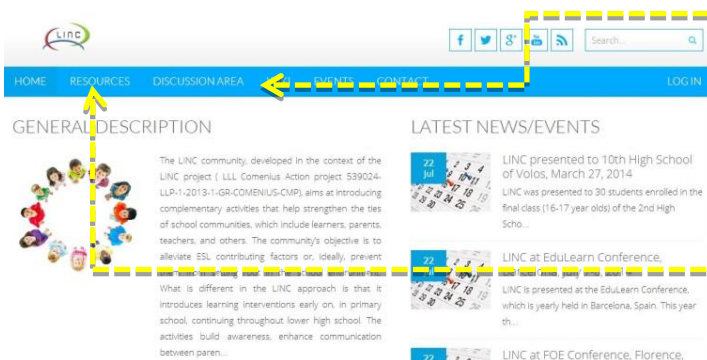 LINC
Search...
HOME RESOURCES DISCUSSION AREA EVENTS CONTACT LOG IN
GENERAL DESCRIPTION
The LINC community, developed in the context of the
LINC project ( LLL Comenius Action project 539024-
LLP-1-2013-1-GR-COMENIUS-CMP), aims at introducing
complementary activities that help strengthen the ties
of school communities, which include learners, parents,
teachers, and others. The community's objective is to
alleviate ESL contributing factors or, ideally, prevent
What is different in the LINC approach is that it
introduces learning interventions early on, in primary
school, continuing throughout lower high school. The
activities build awareness, enhance communication
between paren...
LATEST NEWS/EVENTS
22
Jul
LINC presented to 10th High School
of Volos, March 27, 2014
LINC was presented to 30 students enrolled in the
final class (16-17 year olds) of the 2nd High
Scho...
22
LINC at EduLearn Conference,
LINC is presented at the EduLearn Conference,
which is yearly held in Barcelona, Spain. This year
th...
22
LINC at FOE Conference, Florence,